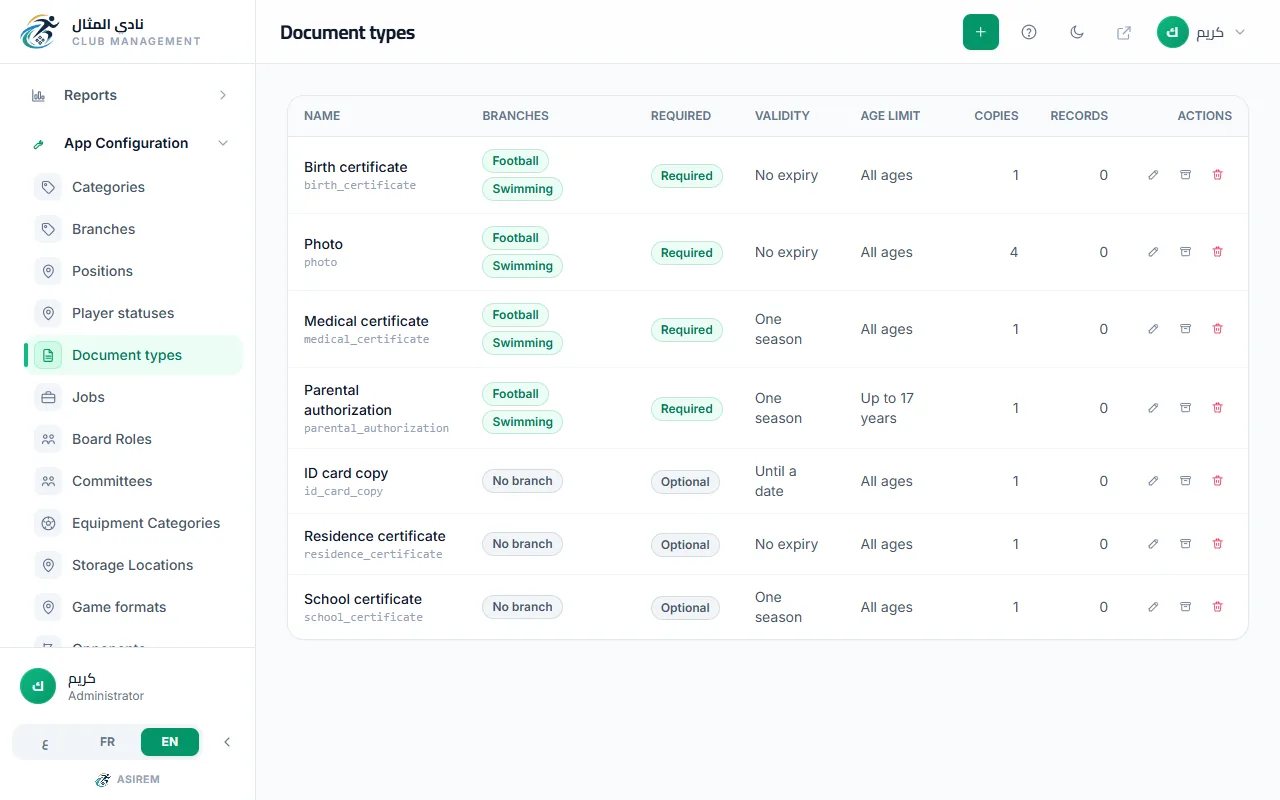 نادي المثال
CLUB MANAGEMENT
Document types
كريم
Reports
App Configuration
Categories
Branches
Positions
Player statuses
Document types
Jobs
Board Roles
Committees
Equipment Categories
Storage Locations
Game formats
كريم
Administrator
ع FR EN
ASIREM
NAME BRANCHES REQUIRED VALIDITY AGE LIMIT COPIES RECORDS ACTIONS
Birth certificate
birth_certificate
Football
Swimming
Required
No expiry
All ages
1
0
Photo
photo
Football
Swimming
Required
No expiry
All ages
4
0
Medical certificate
medical_certificate
Football
Swimming
Required
One
season
All ages
1
0
Parental
authorization
parental_authorization
Football
Swimming
Required
One
season
Up to 17
years
1
0
ID card copy
id_card_copy
No branch
Optional
Until a
date
All ages
1
0
Residence certificate
residence_certificate
No branch
Optional
No expiry
All ages
1
0
School certificate
school_certificate
No branch
Optional
One
season
All ages
1
0